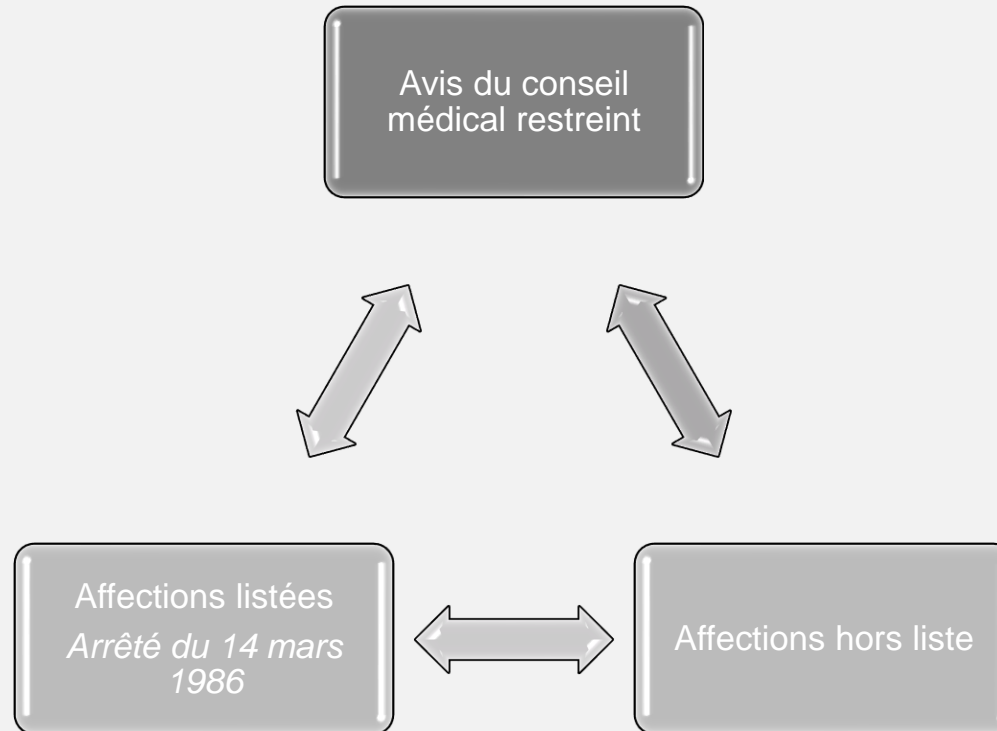 Avis du conseil
médical restreint
Affections listées
Arrêté du 14 mars
1986
Affections hors liste